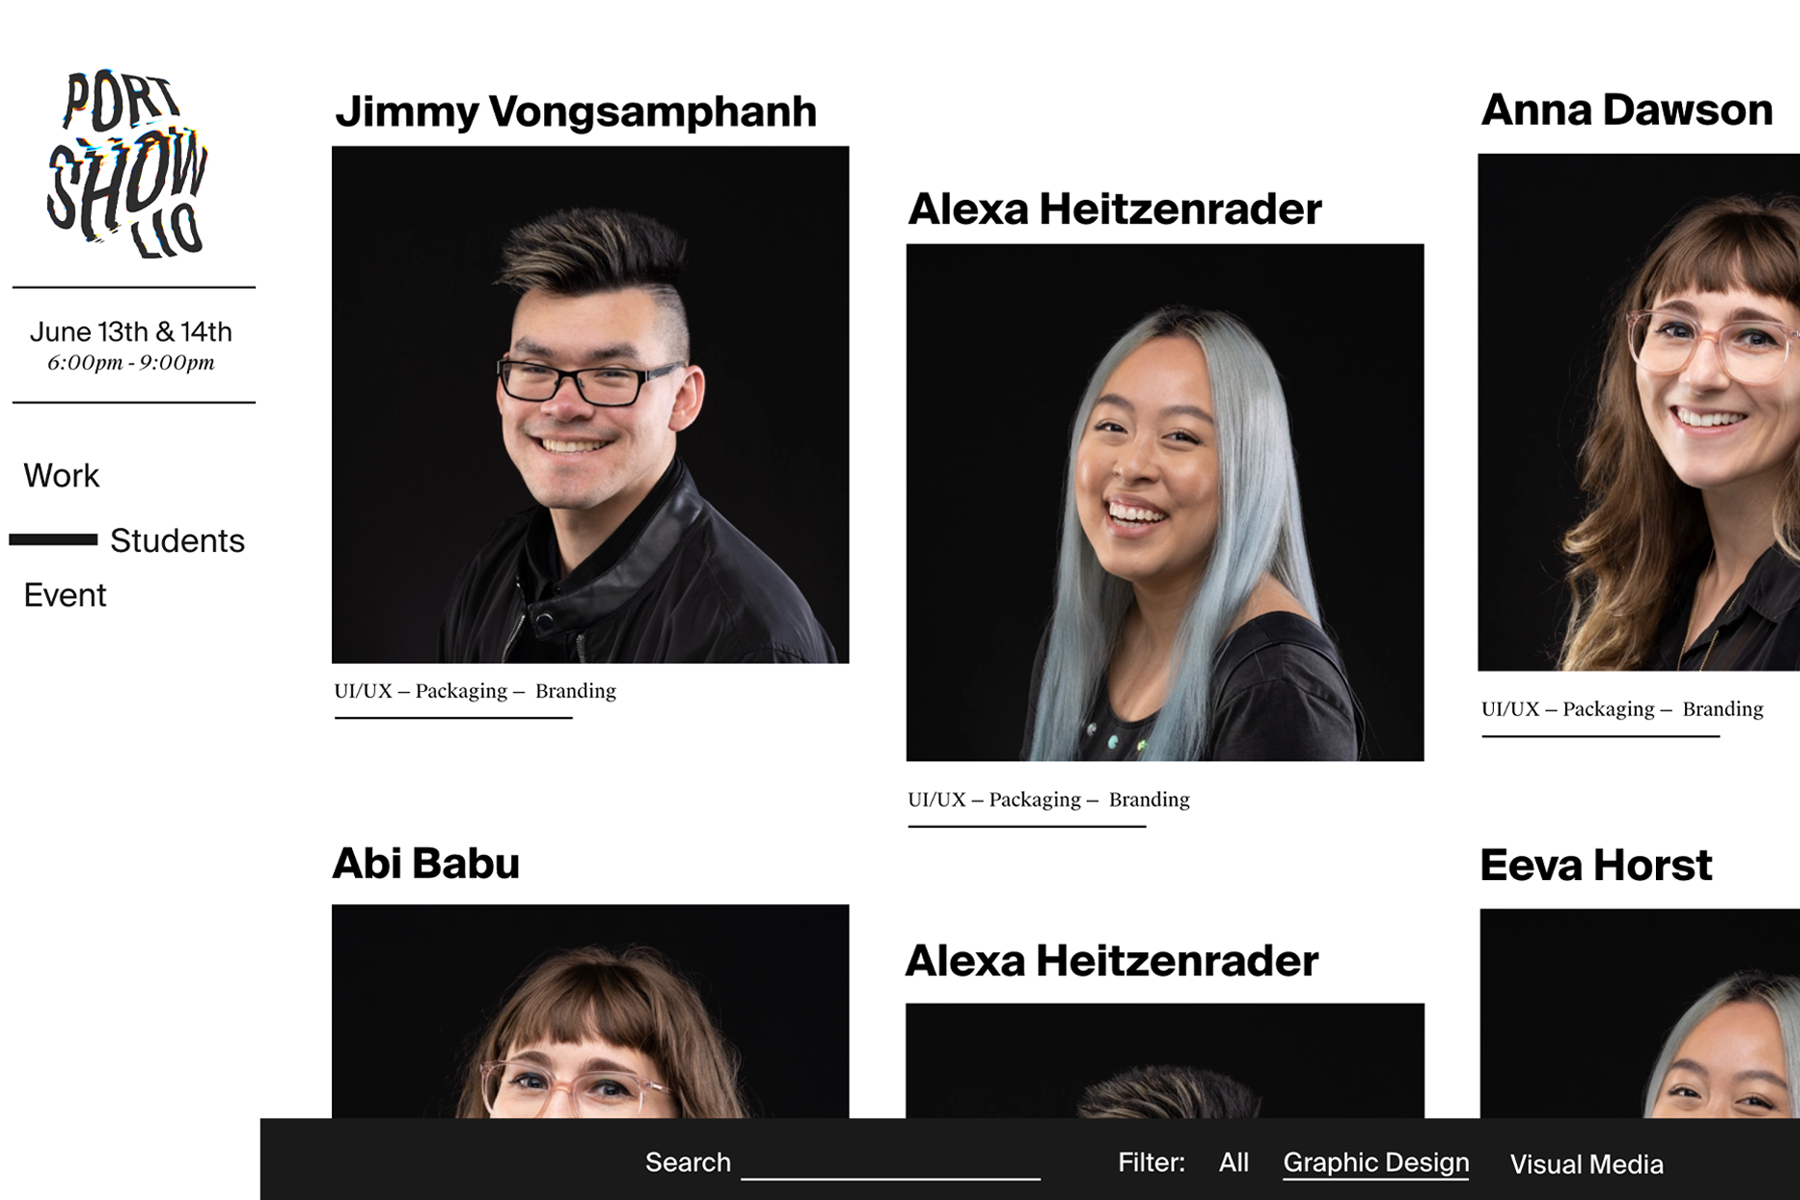 PORT
SHOW
LIO
June 13th & 14th
6:00pm - 9:00pm
Work
Students
Event
Jimmy Vongsamphanh
UI/UX – Packaging – Branding
Alexa Heitzenrader
UI/UX – Packaging – Branding
Anna Dawson
UI/UX – Packaging – Branding
Abi Babu
Alexa Heitzenrader
Eeva Horst
Search
Filter: All Graphic Design Visual Media